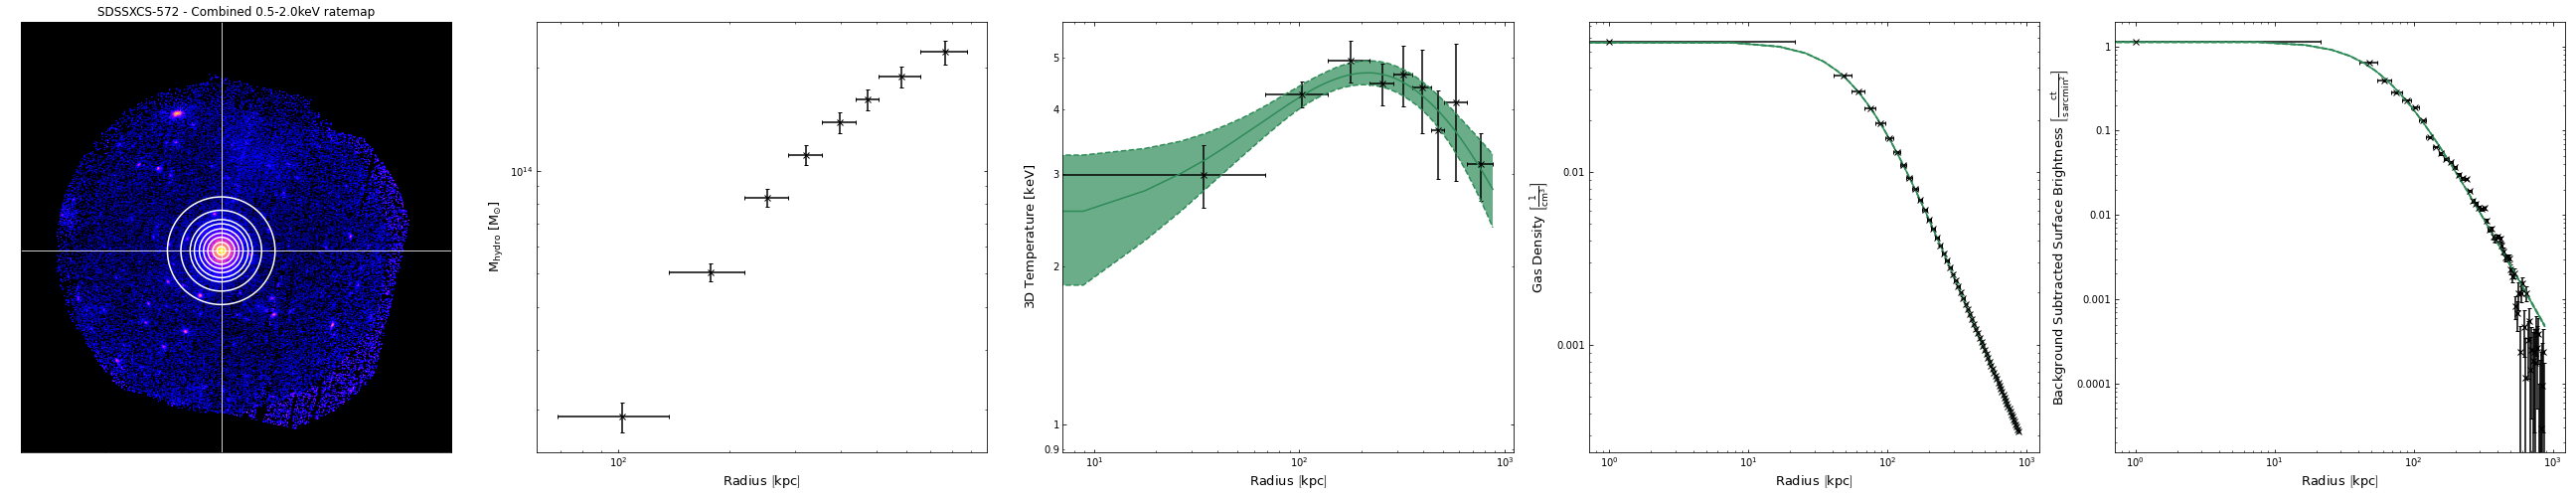 SDSSXCS-572 - Combined 0.5-2.0keV ratemap
M_hydro [M_⊙]
10^14
10^2
Radius [kpc]
3D Temperature [keV]
5
4
3
2
1
0.9
10^1 10^2 10^3
Radius [kpc]
Gas Density [1/cm^3]
0.01
0.001
10^0 10^1 10^2 10^3
Radius [kpc]
Background Subtracted Surface Brightness [ct/s arcmin^2]
1
0.1
0.01
0.001
0.0001
10^0 10^1 10^2 10^3
Radius [kpc]